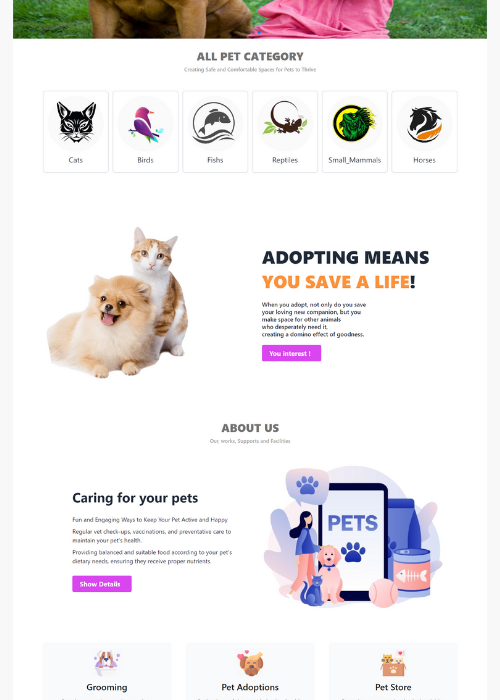 ALL PET CATEGORY
Creating Safe and Comfortable Spaces for Pets to Thrive
Cats
Birds
Fishs
Reptiles
Small_Mammals
Horses
ADOPTING MEANS
YOU SAVE A LIFE!
When you adopt, not only do you save
your loving new companion, but you
make space for other animals
who desperately need it,
creating a domino effect of goodness.
You interest !
ABOUT US
Our, works, Supports and Facilties
Caring for your pets
Fun and Engaging Ways to Keep Your Pet Active and Happy
Regular vet check-ups, vaccinations, and preventative care to
maintain your pet's health.
Providing balanced and suitable food according to your pet's
dietary needs, ensuring they receive proper nutrients.
Show Details
PETS
Grooming
Pet Adoptions
Pet Store